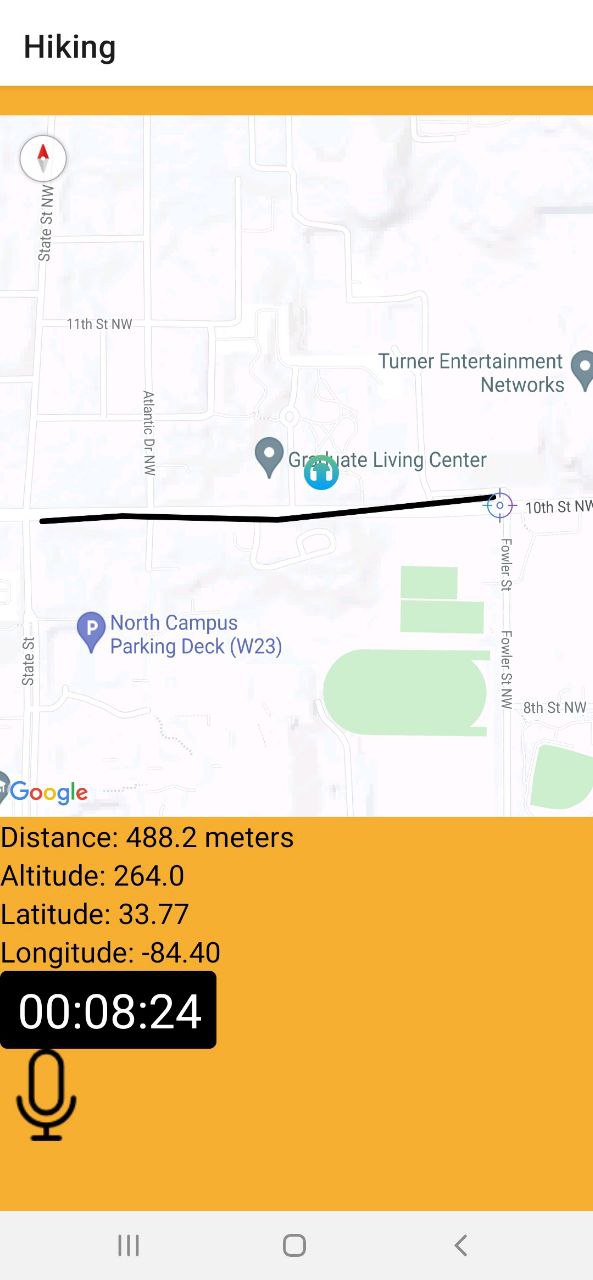 Hiking
State St NW
11th St NW
Turner Entertainment
Networks
Atlantic Dr NW
Graduate Living Center
10th St NW
Fowler St
P
North Campus
Parking Deck (W23)
State St
Fowler St NW
8th St NW
Google
Distance: 488.2 meters
Altitude: 264.0
Latitude: 33.77
Longitude: -84.40
00:08:24